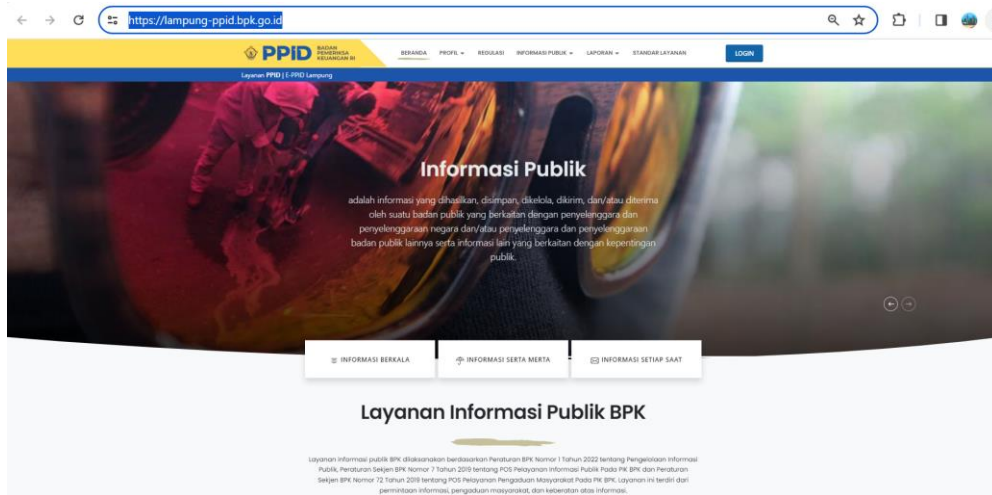 https://lampung-ppid.bpk.go.id
PPID BADAN PEMERIKSA KEUANGAN RI
BERANDA PROFIL REGULASI INFORMASI PUBLIK LAPORAN STANDAR LAYANAN LOGIN
Layanan PPID | E-PPID Lampung
Informasi Publik
adalah informasi yang dihasilkan, disimpan, dikelola, dikirim, dan/atau diterima
oleh suatu badan publik yang berkaitan dengan penyelenggara dan
penyelenggaraan negara dan/atau penyelenggara dan penyelenggaraan
badan publik lainnya serta informasi lain yang berkaitan dengan kepentingan
publik.
INFORMASI BERKALA INFORMASI SERTA MERTA INFORMASI SETIAP SAAT
Layanan Informasi Publik BPK
Layanan informasi publik BPK dilaksanakan berdasarkan Peraturan BPK Nomor 1 Tahun 2022 tentang Pengelolaan Informasi
Publik, Peraturan Sekjen BPK Nomor 7 Tahun 2019 tentang POS Pelayanan Informasi Publik Pada PIK BPK dan Peraturan
Sekjen BPK Nomor 72 Tahun 2019 tentang POS Pelayanan Pengaduan Masyarakat Pada PIK BPK. Layanan ini terdiri dari
permintaan informasi, pengaduan masyarakat, dan keberatan atas informasi.